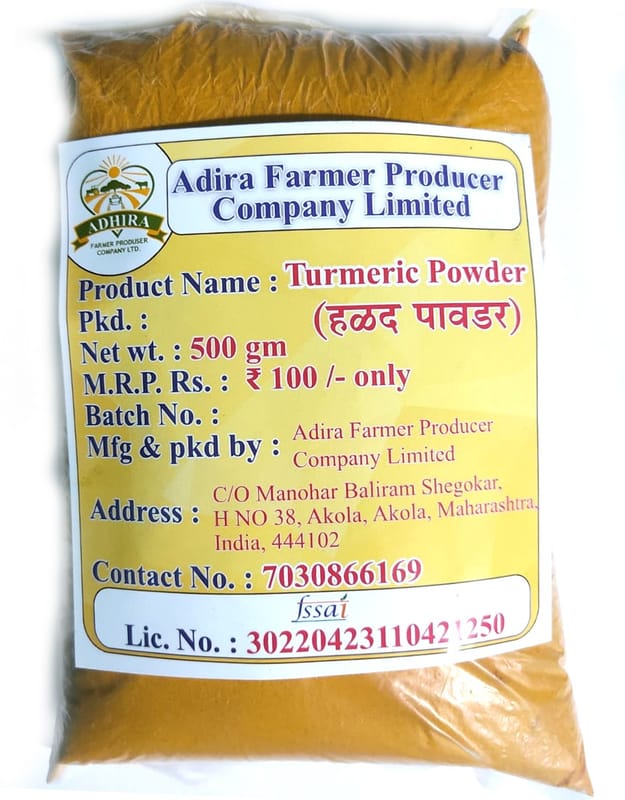 ADHIRA
FARMER PRODUSER
COMPANY LTD.
Adira Farmer Producer
Company Limited
Product Name : Turmeric Powder
(हळद पावडर)
Pkd. :
Net wt. : 500 gm
M.R.P. Rs. : ₹ 100 /- only
Batch No. :
Mfg & pkd by : Adira Farmer Producer
Company Limited
Address : C/O Manohar Baliram Shegokar,
H NO 38, Akola, Akola, Maharashtra,
India, 444102
Contact No. : 7030866169
fssai
Lic. No. : 30220423110421250